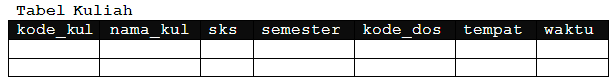 Tabel Kuliah
kode_kul nama_kul sks semester kode_dos tempat waktu